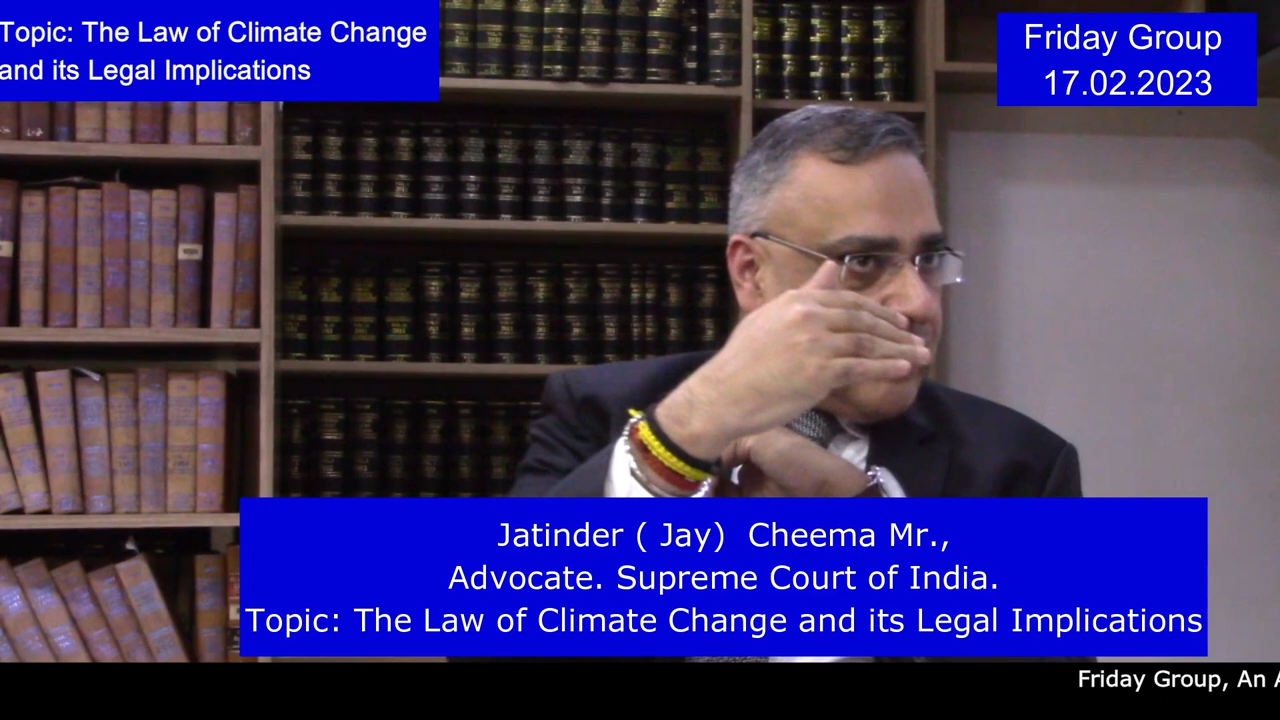 Topic: The Law of Climate Change
and its Legal Implications
Friday Group
17.02.2023
Jatinder ( Jay)  Cheema Mr.,
Advocate. Supreme Court of India.
Topic: The Law of Climate Change and its Legal Implications
Friday Group, An A